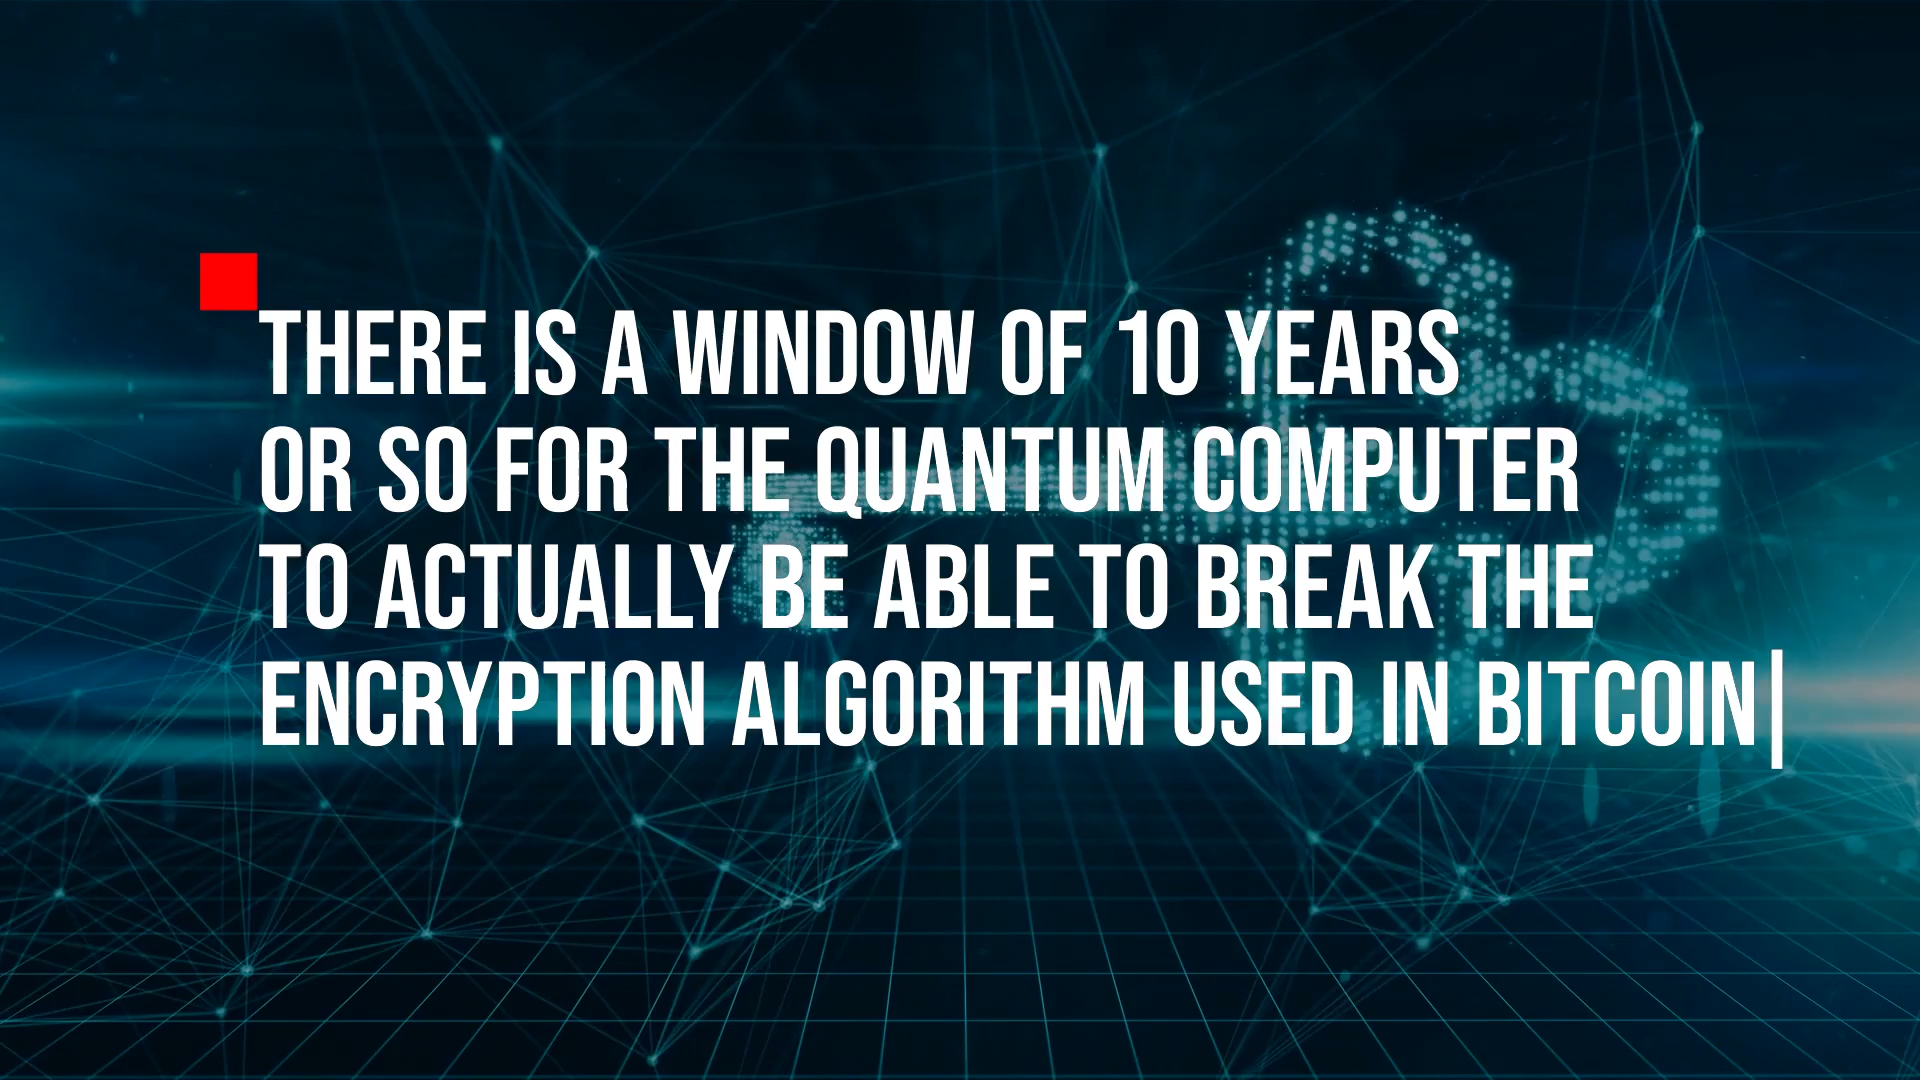 THERE IS A WINDOW OF 10 YEARS
OR SO FOR THE QUANTUM COMPUTER
TO ACTUALLY BE ABLE TO BREAK THE
ENCRYPTION ALGORITHM USED IN BITCOIN|